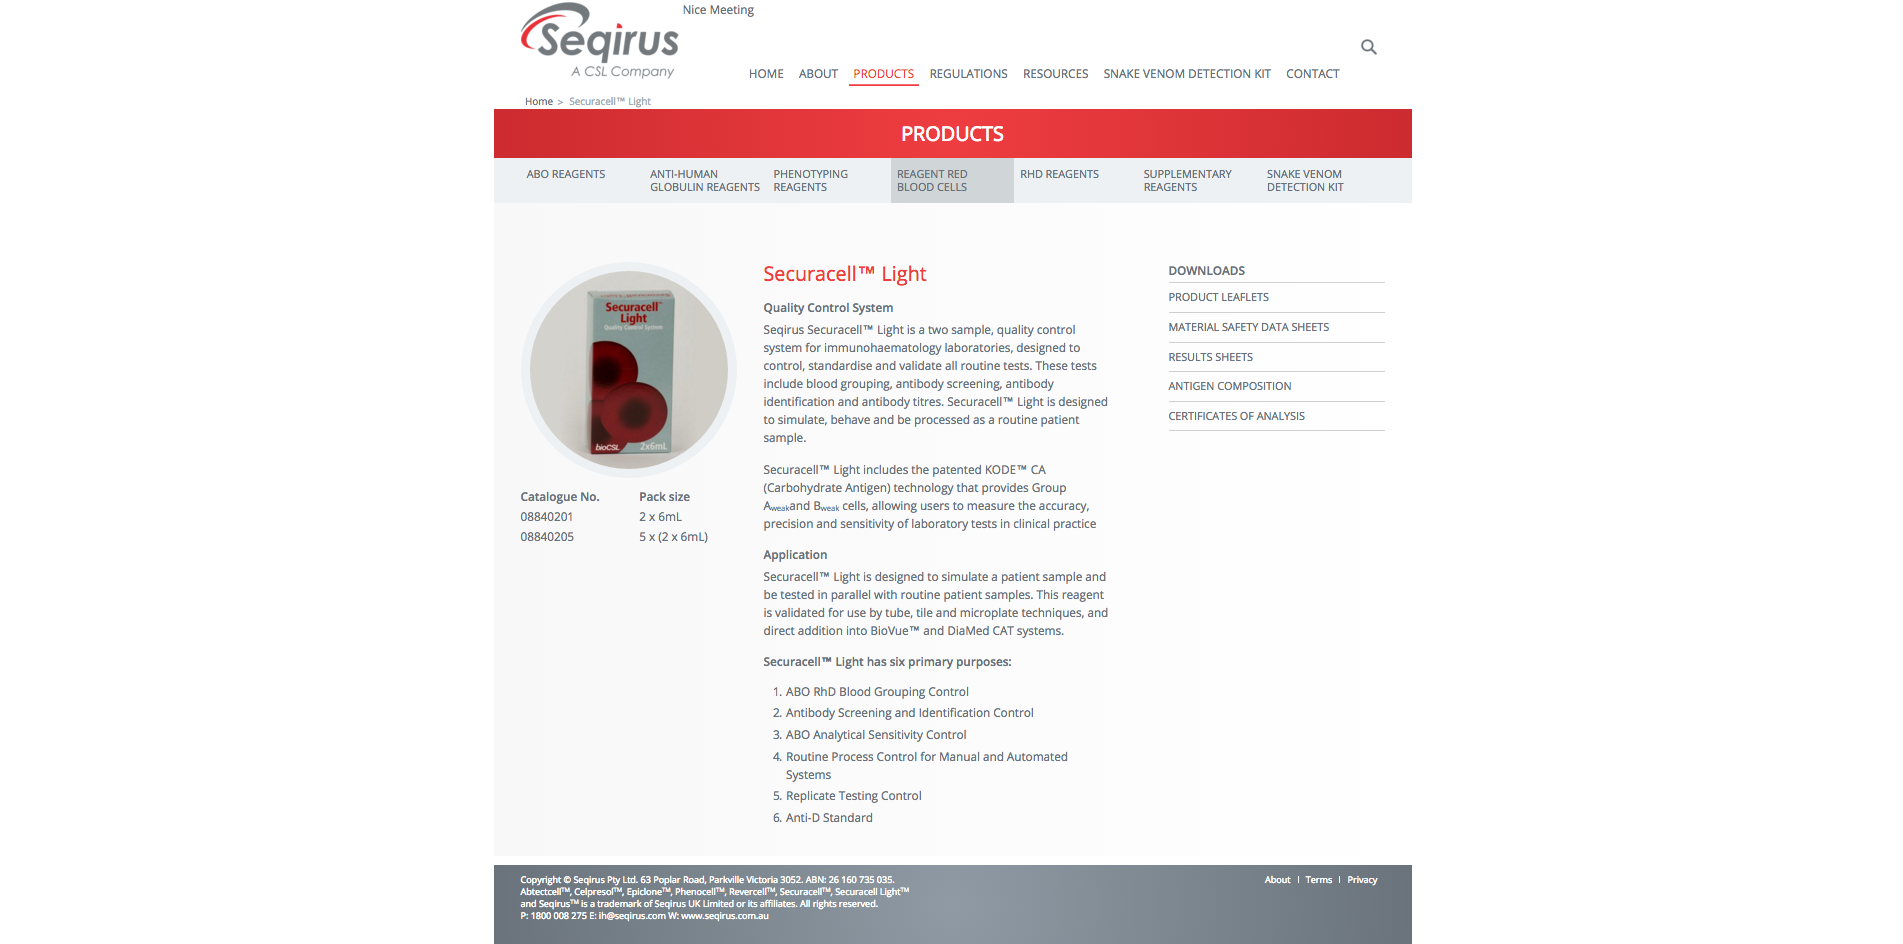 Seqirus
A CSL Company
Nice Meeting
HOME ABOUT PRODUCTS REGULATIONS RESOURCES SNAKE VENOM DETECTION KIT CONTACT
Home > Securacell™ Light
PRODUCTS
ABO REAGENTS
ANTI-HUMAN
GLOBULIN REAGENTS
PHENOTYPING
REAGENTS
REAGENT RED
BLOOD CELLS
RHD REAGENTS
SUPPLEMENTARY
REAGENTS
SNAKE VENOM
DETECTION KIT
Securacell™
Light
Quality Control System
bioCSL
2x6mL
Catalogue No. Pack size
08840201 2 x 6mL
08840205 5 x (2 x 6mL)
Securacell™ Light
Quality Control System
Seqirus Securacell™ Light is a two sample, quality control
system for immunohaematology laboratories, designed to
control, standardise and validate all routine tests. These tests
include blood grouping, antibody screening, antibody
identification and antibody titres. Securacell™ Light is designed
to simulate, behave and be processed as a routine patient
sample.
Securacell™ Light includes the patented KODE™ CA
(Carbohydrate Antigen) technology that provides Group
Aweakand Bweak cells, allowing users to measure the accuracy,
precision and sensitivity of laboratory tests in clinical practice
Application
Securacell™ Light is designed to simulate a patient sample and
be tested in parallel with routine patient samples. This reagent
is validated for use by tube, tile and microplate techniques, and
direct addition into BioVue™ and DiaMed CAT systems.
Securacell™ Light has six primary purposes:
1. ABO RhD Blood Grouping Control
2. Antibody Screening and Identification Control
3. ABO Analytical Sensitivity Control
4. Routine Process Control for Manual and Automated
Systems
5. Replicate Testing Control
6. Anti-D Standard
DOWNLOADS
PRODUCT LEAFLETS
MATERIAL SAFETY DATA SHEETS
RESULTS SHEETS
ANTIGEN COMPOSITION
CERTIFICATES OF ANALYSIS
Copyright © Seqirus Pty Ltd. 63 Poplar Road, Parkville Victoria 3052. ABN: 26 160 735 035.
Abtectcell™, Celpresol™, Epiclone™, Phenocell™, Revercell™, Securacell™, Securacell Light™
and Seqirus™ is a trademark of Seqirus UK Limited or its affiliates. All rights reserved.
P: 1800 008 275 E: ih@seqirus.com W: www.seqirus.com.au
About | Terms | Privacy